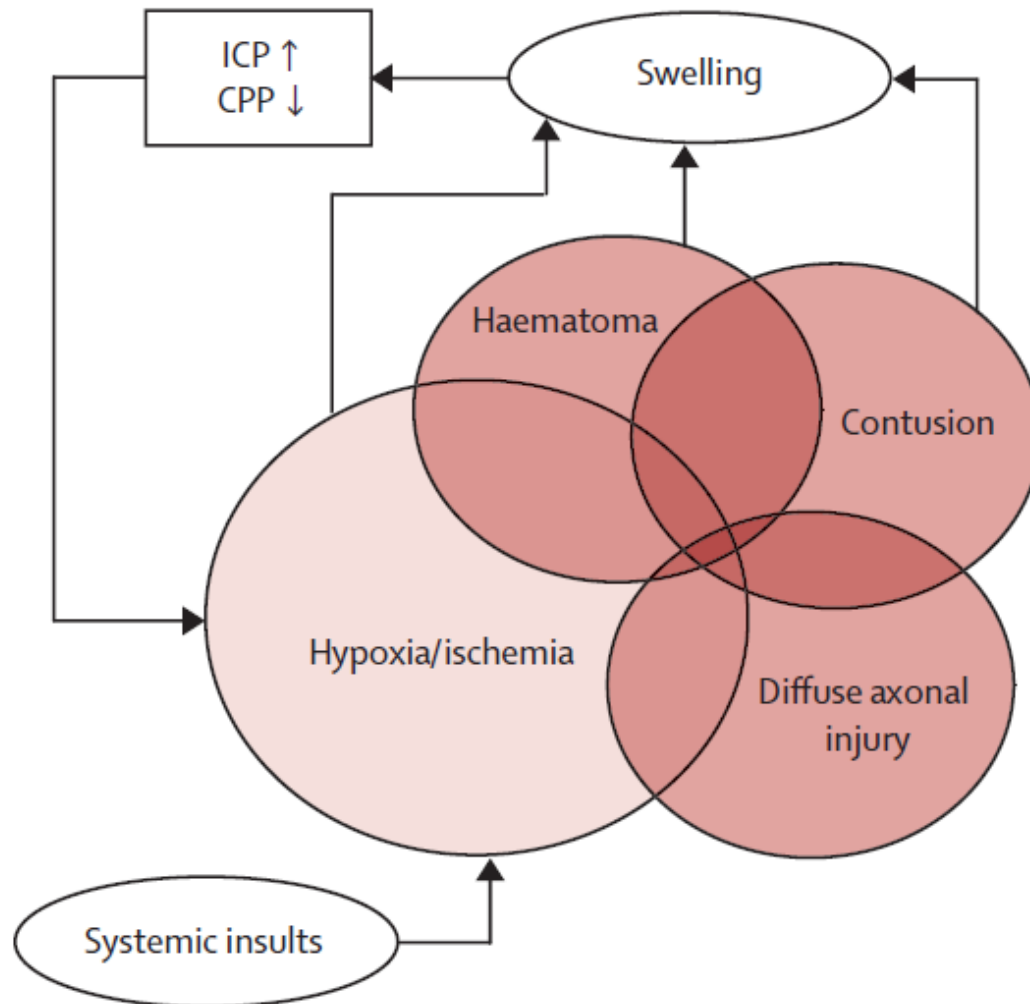 ICP ↑
CPP ↓
Swelling
Haematoma
Contusion
Hypoxia/ischemia
Diffuse axonal
injury
Systemic insults